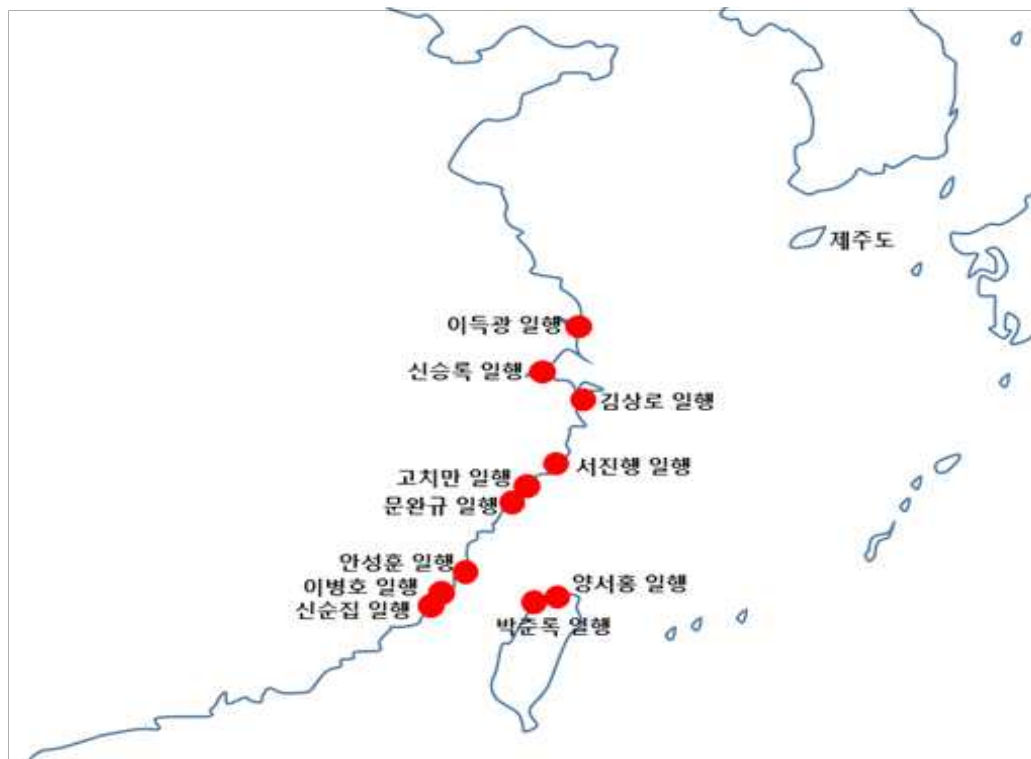 제주도
이득광 일행
신승록 일행
김상로 일행
서진행 일행
고치만 일행
문완규 일행
안성훈 일행
이병호 일행
신순집 일행
양서홍 일행
박준록 일행